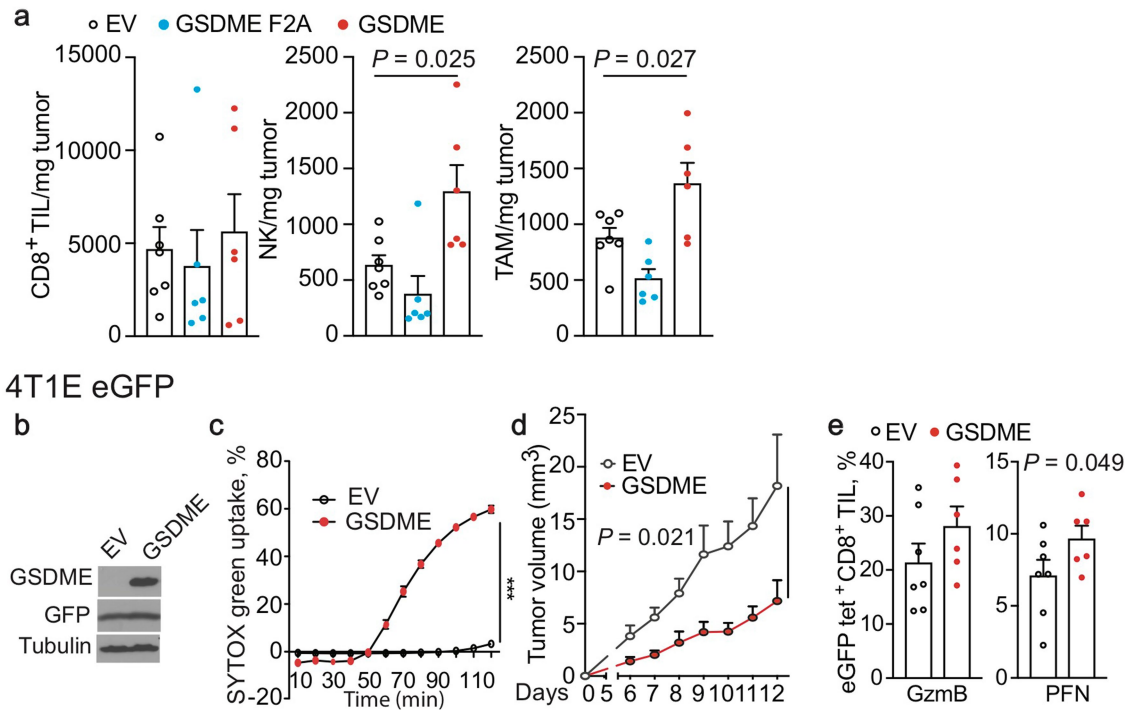 a
EV GSDME F2A GSDME
CD8+ TIL/mg tumor
15000
10000
5000
0
NK/mg tumor
2500
2000
1500
1000
500
0
P = 0.025
TAM/mg tumor
2500
2000
1500
1000
500
0
P = 0.027
4T1E eGFP
b
EV GSDME
GSDME
GFP
Tubulin
c
SYTOX green uptake, %
80
60
40
20
0
-20
EV
GSDME
***
10 30 50 70 90 110
Time (min)
d
Tumor volume (mm3)
25
20
15
10
5
0
EV
GSDME
P = 0.021
Days 0 5 6 7 8 9 10 11 12
e
EV GSDME
eGFP tet +CD8+ TIL, %
40
30
20
10
0
GzmB
15
10
5
0
P = 0.049
PFN